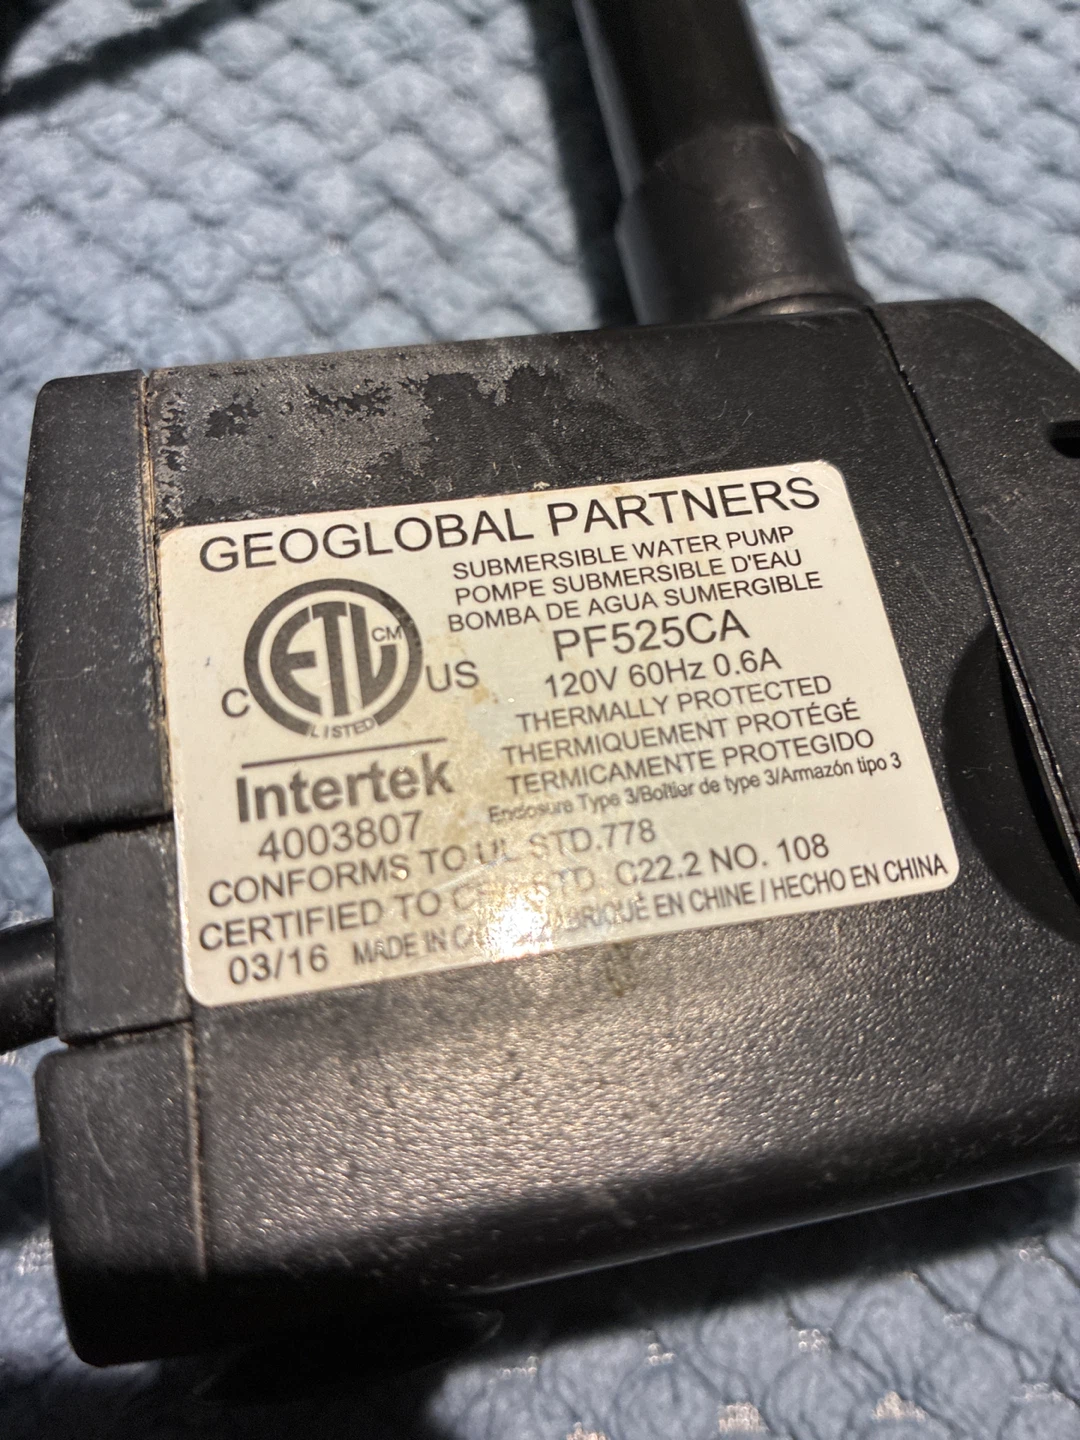 GEOGLOBAL PARTNERS
SUBMERSIBLE WATER PUMP
POMPE SUBMERSIBLE D'EAU
BOMBA DE AGUA SUMERGIBLE
PF525CA
120V 60Hz 0.6A
THERMALLY PROTECTED
THERMIQUEMENT PROTÉGÉ
TERMICAMENTE PROTEGIDO
Enclosure Type 3/Boîtier de type 3/Armazón tipo 3
C ETL CM US
LISTED
Intertek
4003807
CONFORMS TO UL STD.778
CERTIFIED TO STD C22.2 NO. 108
03/16 MADE IN EN CHINE / HECHO EN CHINA